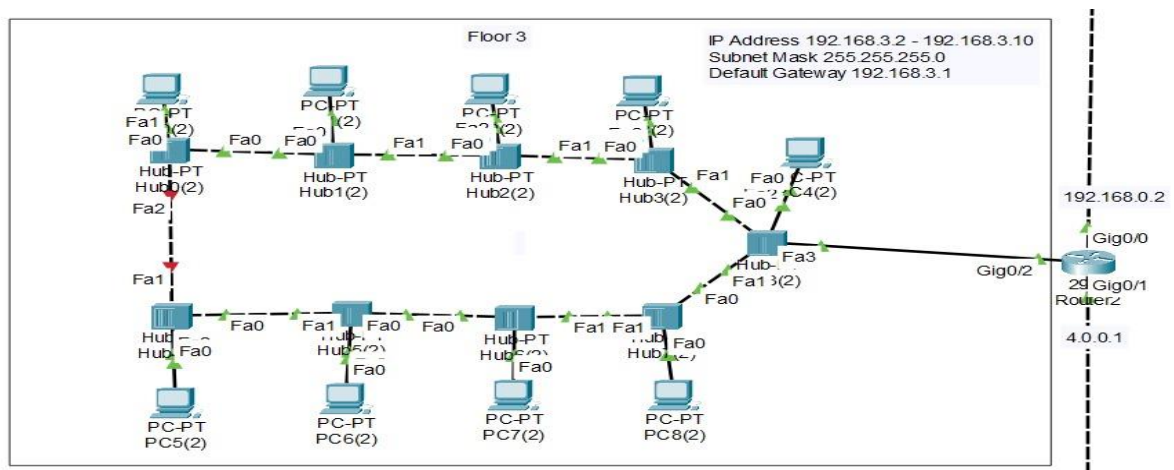 Floor 3
IP Address 192.168.3.2 - 192.168.3.10
Subnet Mask 255.255.255.0
Default Gateway 192.168.3.1
PC-PT
PC-PT
PC-PT
Fa1
Fa0
Fa0
Fa0
Fa1
Fa0
Fa1
Fa0
Hub-PT
Hub0(2)
Hub-PT
Hub1(2)
Hub-PT
Hub2(2)
Hub-PT
Hub3(2)
Fa1
Fa0
Fa0
C-PT
C4(2)
192.168.0.2
Fa2
Gig0/0
Fa3
Gig0/2
Gig0/1
Router2
Fa1
Fa1
Fa0
4.0.0.1
Hub
Hub
Fa0
Fa1
Fa0
Fa0
Hub-PT
Fa1
Fa1
Hub
Hub
Fa0
Fa0
Fa0
Fa0
PC-PT
PC5(2)
PC-PT
PC6(2)
PC-PT
PC7(2)
PC-PT
PC8(2)